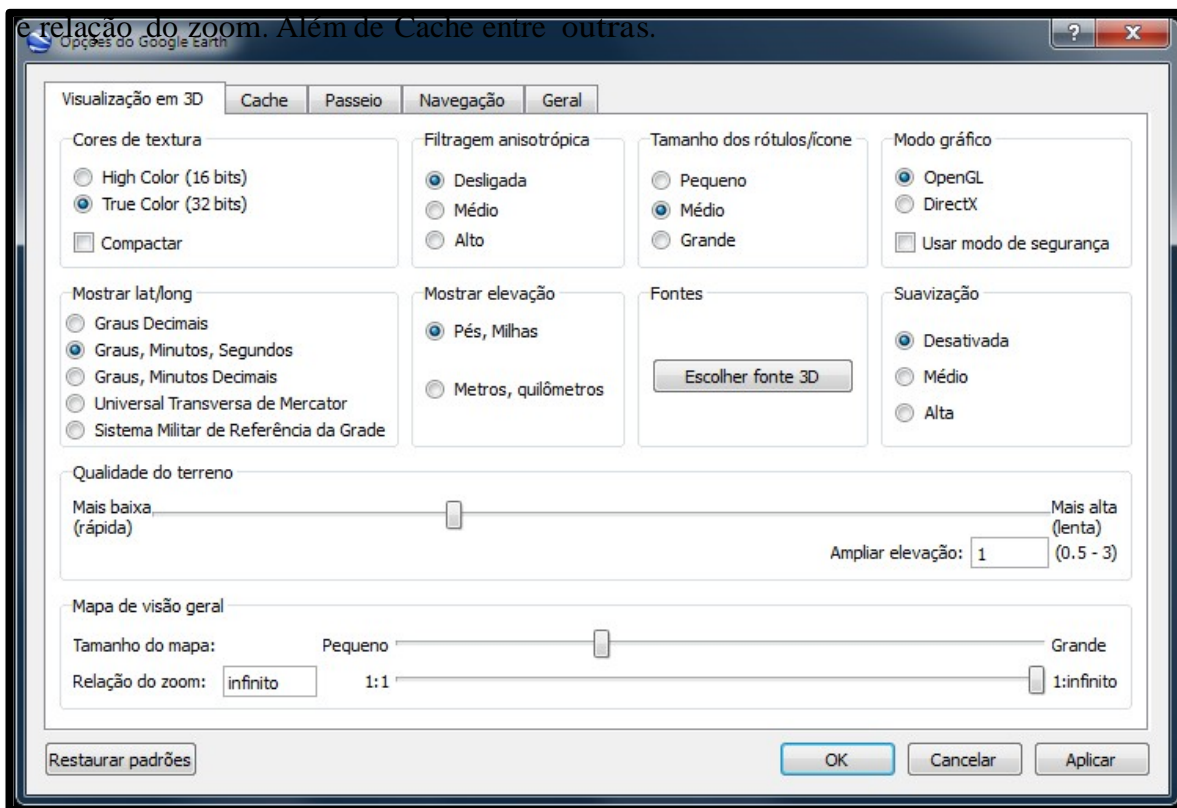 e relação do zoom. Além de Cache entre outras.
Opções do Google Earth
Visualização em 3D Cache Passeio Navegação Geral
Cores de textura
High Color (16 bits)
True Color (32 bits)
Compactar
Filtragem anisotrópica
Desligada
Médio
Alto
Tamanho dos rótulos/ícone
Pequeno
Médio
Grande
Modo gráfico
OpenGL
DirectX
Usar modo de segurança
Mostrar lat/long
Graus Decimais
Graus, Minutos, Segundos
Graus, Minutos Decimais
Universal Transversa de Mercator
Sistema Militar de Referência da Grade
Mostrar elevação
Pés, Milhas
Metros, quilômetros
Fontes
Escolher fonte 3D
Suavização
Desativada
Médio
Alta
Qualidade do terreno
Mais baixa
(rápida)
Mais alta
(lenta)
Ampliar elevação: 1 (0.5 - 3)
Mapa de visão geral
Tamanho do mapa: Pequeno Grande
Relação do zoom: infinito 1:1 1:infinito
Restaurar padrões OK Cancelar Aplicar